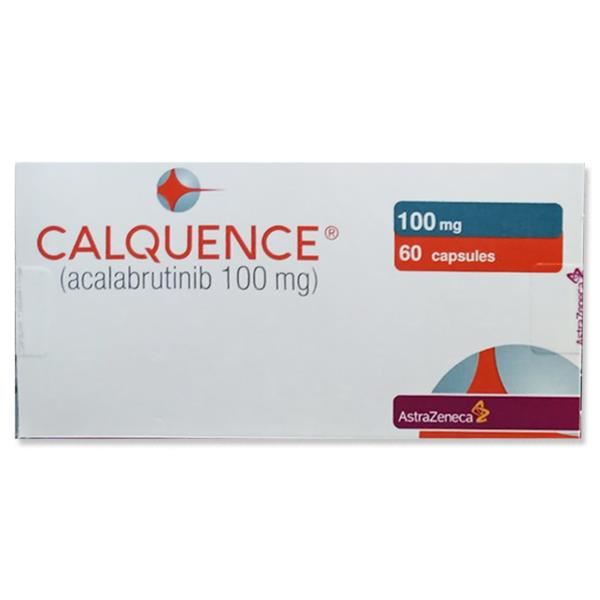 CALQUENCE®
(acalabrutinib 100 mg)
100 mg
60 capsules
AstraZeneca
AstraZeneca